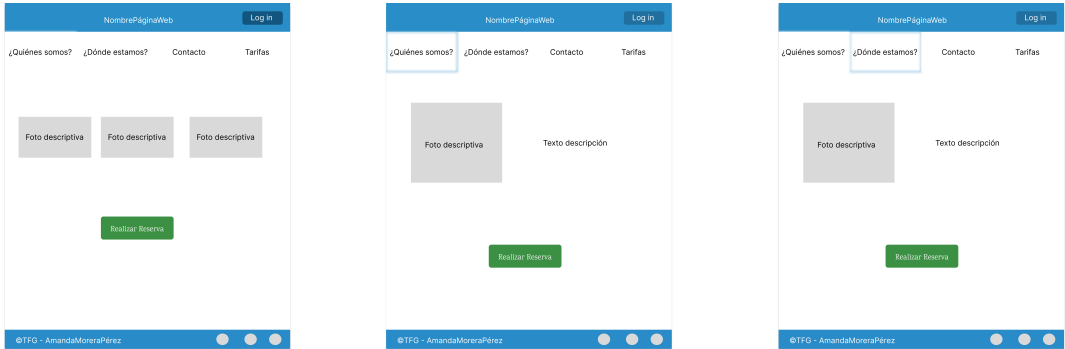 NombrePáginaWeb
Log in
¿Quiénes somos? ¿Dónde estamos? Contacto Tarifas
Foto descriptiva Foto descriptiva Foto descriptiva
Realizar Reserva
©TFG - AmandaMoreraPérez
NombrePáginaWeb
Log in
¿Quiénes somos? ¿Dónde estamos? Contacto Tarifas
Foto descriptiva Texto descripción
Realizar Reserva
©TFG - AmandaMoreraPérez
NombrePáginaWeb
Log in
¿Quiénes somos? ¿Dónde estamos? Contacto Tarifas
Foto descriptiva Texto descripción
Realizar Reserva
©TFG - AmandaMoreraPérez